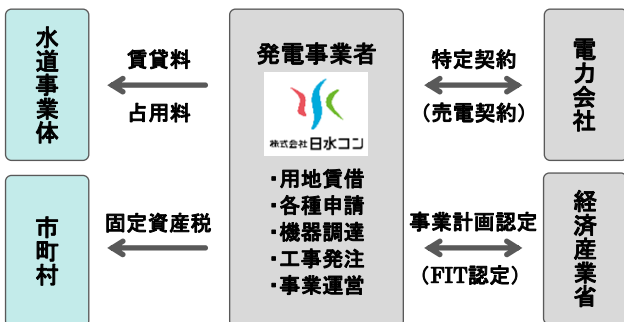 水道事業体
賃貸料
占用料
発電事業者
株式会社日水コン
・用地賃借
・各種申請
・機器調達
・工事発注
・事業運営
特定契約
(売電契約)
電力会社
市町村
固定資産税
事業計画認定
(FIT認定)
経済産業省